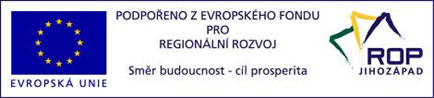 PODPOŘENO Z EVROPSKÉHO FONDU
PRO
REGIONÁLNÍ ROZVOJ
Směr budoucnost - cíl prosperita
EVROPSKÁ UNIE
ROP
JIHOZÁPAD